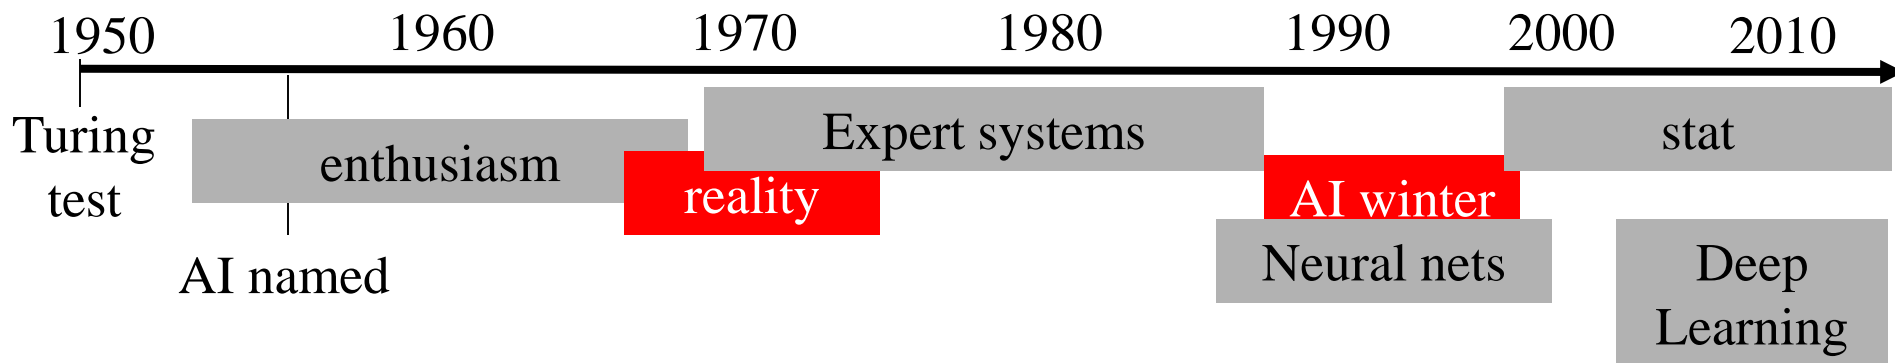 1950 1960 1970 1980 1990 2000 2010
Turing
test
enthusiasm
AI named
reality
Expert systems
AI winter
Neural nets
stat
Deep
Learning